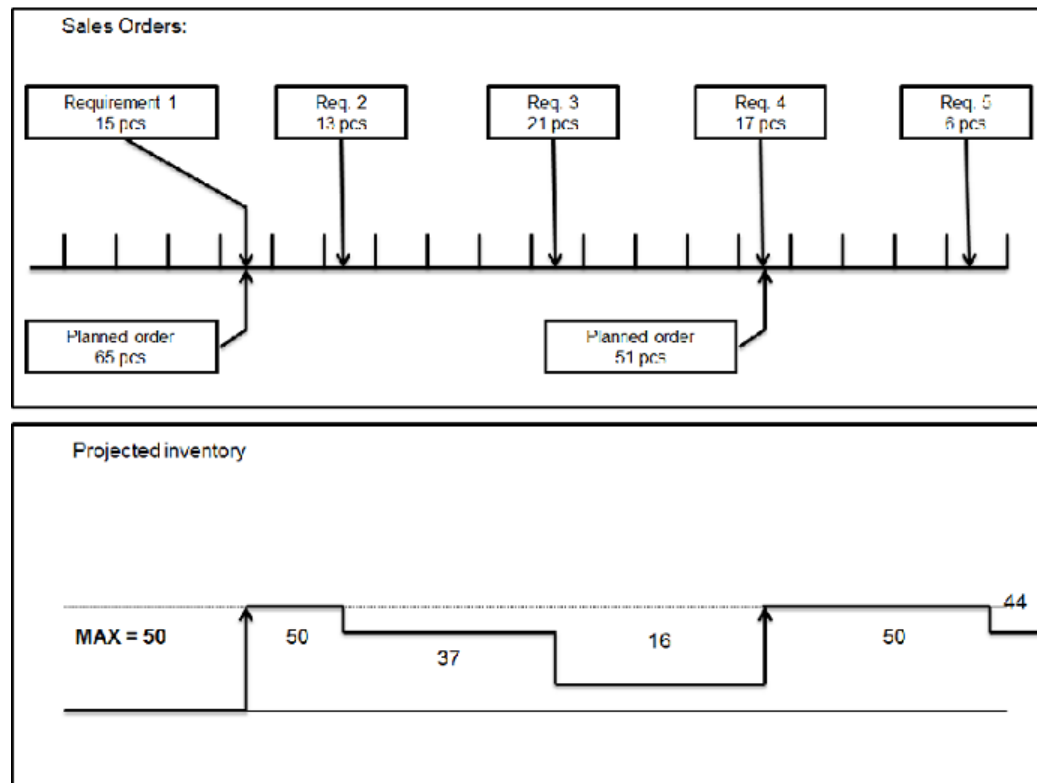 Sales Orders:
Requirement 1
15 pcs
Req. 2
13 pcs
Req. 3
21 pcs
Req. 4
17 pcs
Req. 5
6 pcs
Planned order
65 pcs
Planned order
51 pcs
Projected inventory
MAX = 50
50
37
16
50
44